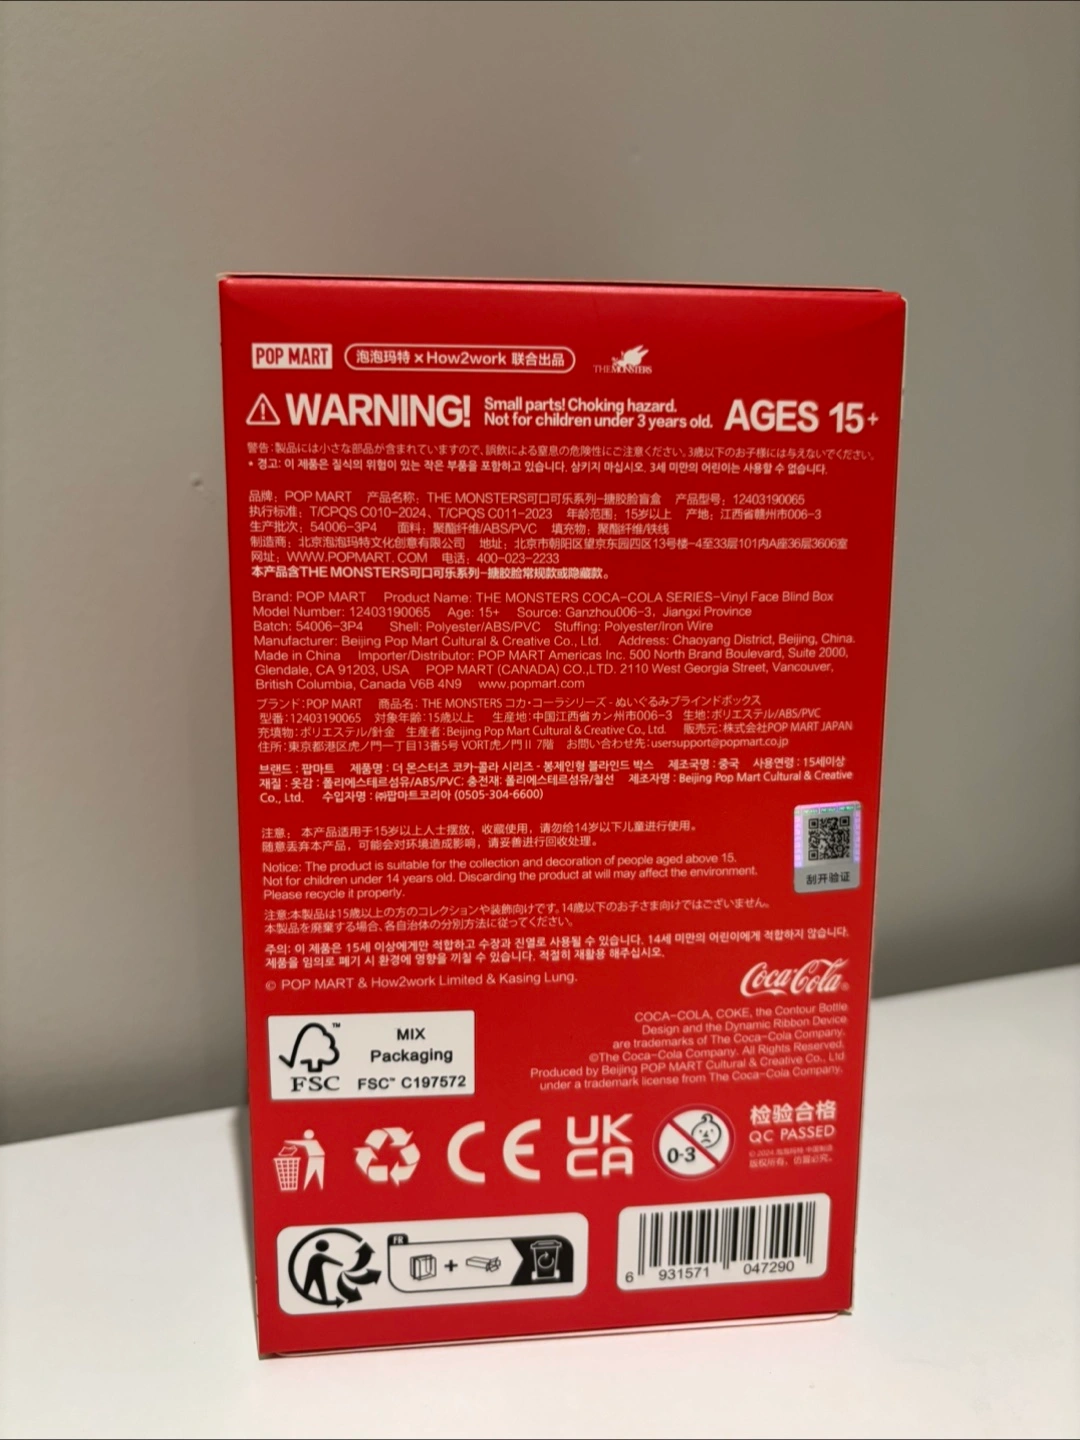 POP MART 泡泡玛特 × How2work 联合出品 THE MONSTERS
WARNING! Small parts! Choking hazard. AGES 15+
Not for children under 3 years old.
警告:製品には小さな部品が含まれていますので、誤飲による窒息の危険性にご注意ください。3歳以下のお子様には与えないでください。
* 경고: 이 제품은 질식의 위험이 있는 작은 부품을 포함하고 있습니다. 삼키지 마십시오. 3세 미만의 어린이는 사용할 수 없습니다.
品牌：POP MART 产品名称：THE MONSTERS可口可乐系列-搪胶脸盲盒 产品型号：12403190065
执行标准：T/CPQS C010-2024、T/CPQS C011-2023 年龄范围：15岁以上 产地：江西省赣州市006-3
生产批次：54006-3P4 面料：聚酯纤维/ABS/PVC 填充物：聚酯纤维/铁线
制造商：北京泡泡玛特文化创意有限公司 地址：北京市朝阳区望京东园四区13号楼-4至33层101内A座36层3606室
网址：WWW.POPMART.COM 电话：400-023-2233
本产品含THE MONSTERS可口可乐系列-搪胶脸常规款或隐藏款。
Brand: POP MART Product Name: THE MONSTERS COCA-COLA SERIES-Vinyl Face Blind Box
Model Number: 12403190065 Age: 15+ Source: Ganzhou006-3, Jiangxi Province
Batch: 54006-3P4 Shell: Polyester/ABS/PVC Stuffing: Polyester/Iron Wire
Manufacturer: Beijing Pop Mart Cultural & Creative Co., Ltd. Address: Chaoyang District, Beijing, China.
Made in China Importer/Distributor: POP MART Americas Inc. 500 North Brand Boulevard, Suite 2000,
Glendale, CA 91203, USA POP MART (CANADA) CO.,LTD. 2110 West Georgia Street, Vancouver,
British Columbia, Canada V6B 4N9 www.popmart.com
ブランド：POP MART 商品名：THE MONSTERS コカ・コーラシリーズ - ぬいぐるみブラインドボックス
型番：12403190065 対象年齢：15歳以上 生産地：中国江西省カン州市006-3 生地：ポリエステル/ABS/PVC
充填物：ポリエステル/針金 生産者：Beijing Pop Mart Cultural & Creative Co., Ltd. 販売元：株式会社POP MART JAPAN
住所：東京都港区虎ノ門一丁目13番5号 VORT虎ノ門II 7階 お問い合わせ先：usersupport@popmart.co.jp
브랜드 : 팝마트 제품명 : 더 몬스터즈 코카-콜라 시리즈 - 봉제인형 블라인드 박스 제조국명 : 중국 사용연령 : 15세이상
재질 : 옷감 : 폴리에스테르섬유/ABS/PVC; 충전재: 폴리에스테르섬유/철선 제조자명 : Beijing Pop Mart Cultural & Creative
Co., Ltd. 수입자명 : ㈜팝마트코리아 (0505-304-6600)
注意：本产品适用于15岁以上人士摆放，收藏使用，请勿给14岁以下儿童进行使用。
随意丢弃本产品，可能会对环境造成影响，请妥善进行回收处理。
刮开验证
Notice: The product is suitable for the collection and decoration of people aged above 15.
Not for children under 14 years old. Discarding the product at will may affect the environment.
Please recycle it properly.
注意:本製品は15歳以上の方のコレクションや装飾向けです。14歳以下のお子さま向けではございません。
本製品を廃棄する場合、各自治体の分別方法に従ってください。
주의: 이 제품은 15세 이상에게만 적합하고 수장과 진열로 사용될 수 있습니다. 14세 미만의 어린이에게 적합하지 않습니다.
제품을 임의로 폐기 시 환경에 영향을 끼칠 수 있습니다. 적절히 재활용 해주십시오.
© POP MART & How2work Limited & Kasing Lung.
Coca-Cola®
COCA-COLA, COKE, the Contour Bottle
Design and the Dynamic Ribbon Device
are trademarks of The Coca-Cola Company.
©The Coca-Cola Company. All Rights Reserved.
Produced by Beijing POP MART Cultural & Creative Co., Ltd
under a trademark license from The Coca-Cola Company.
FSC™
MIX
Packaging
FSC™ C197572
CE UK CA 0-3
检验合格
QC PASSED
© 2024 泡泡玛特 中国制造
版权所有，仿冒必究。
FR
6 931571 047290